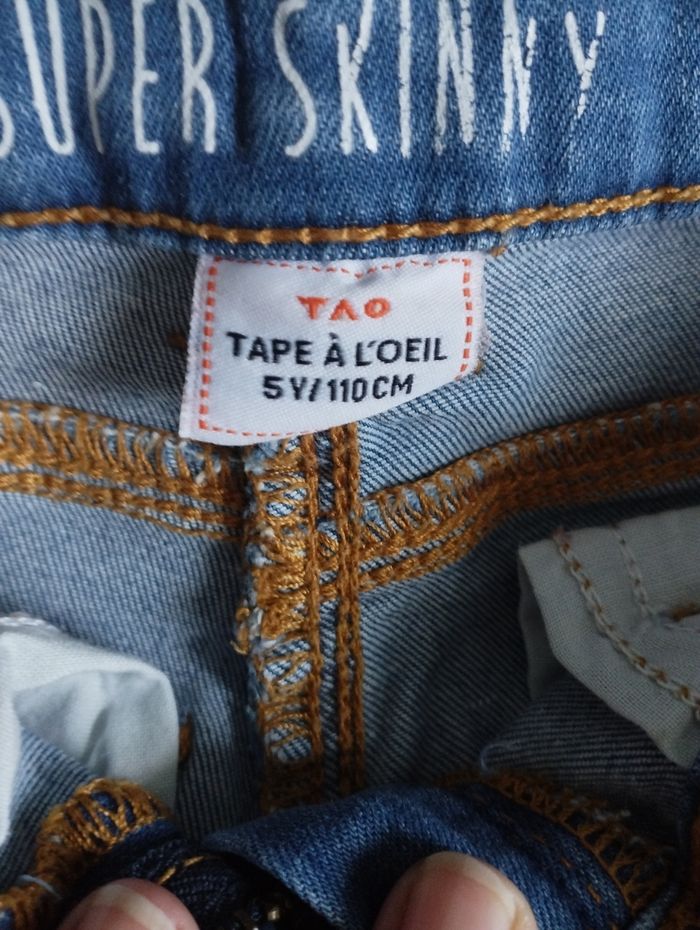 SUPER SKINNY
TAO
TAPE À L'OEIL
5Y/110CM